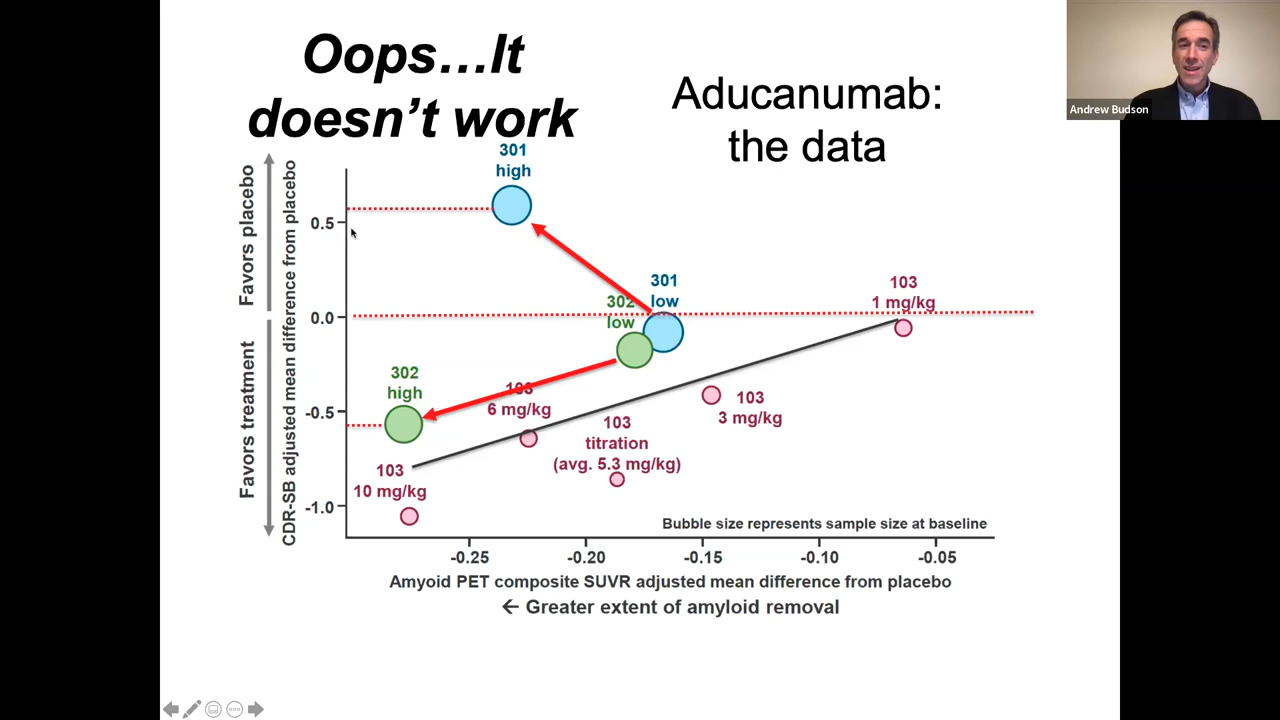 Oops…It
doesn’t work
Aducanumab:
the data
Andrew Budson
Favors placebo
Favors treatment
CDR-SB adjusted mean difference from placebo
0.5
0.0
-0.5
-1.0
301
high
301
low
302
low
103
1 mg/kg
302
high
103
6 mg/kg
103
3 mg/kg
103
titration
(avg. 5.3 mg/kg)
103
10 mg/kg
Bubble size represents sample size at baseline
-0.25
-0.20
-0.15
-0.10
-0.05
Amyoid PET composite SUVR adjusted mean difference from placebo
← Greater extent of amyloid removal